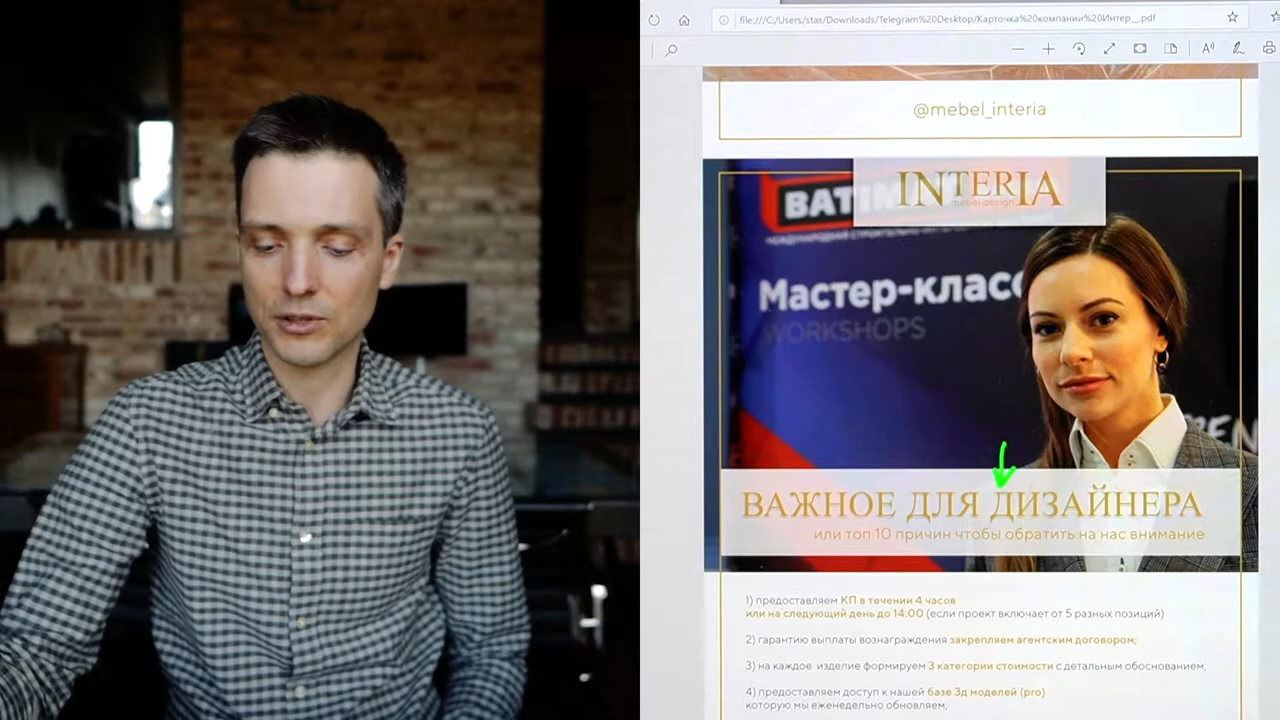 file:///C:/Users/stas/Downloads/Telegram%20Desktop/Карточка%20компании%20Интер__.pdf
@mebel_interia
INTERIA
mebel design
BATIM
Мастер-класс
WORKSHOPS
ВАЖНОЕ ДЛЯ ДИЗАЙНЕРА
или топ 10 причин чтобы обратить на нас внимание
1) предоставляем КП в течении 4 часов
или на следующий день до 14:00 (если проект включает от 5 разных позиций)
2) гарантию выплаты вознаграждения закрепляем агентским договором;
3) на каждое изделие формируем 3 категории стоимости с детальным обоснованием;
4) предоставляем доступ к нашей базе 3д моделей (pro)
которую мы еженедельно обновляем;